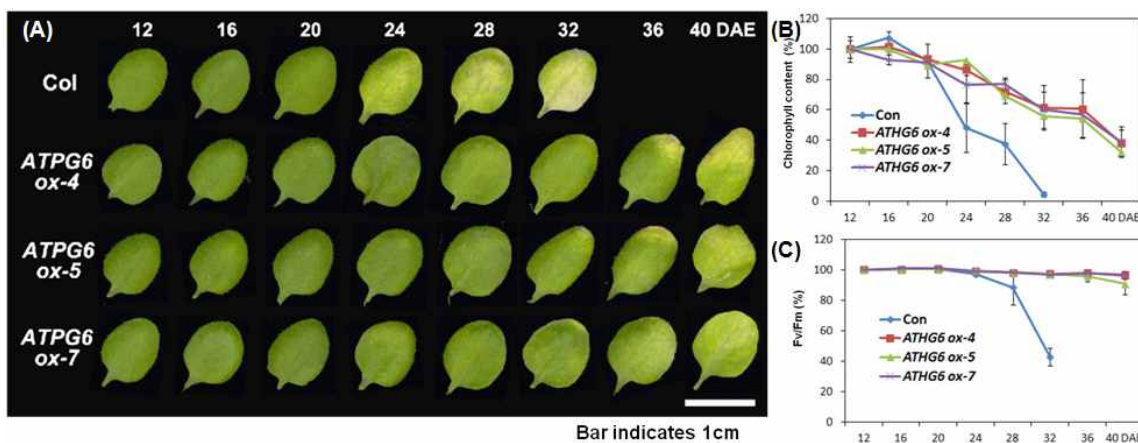 (A)
12 16 20 24 28 32 36 40 DAE
Col
ATPG6
ox-4
ATPG6
ox-5
ATPG6
ox-7
Bar indicates 1cm
(B)
Chlorophyll content (%)
120
100
80
60
40
20
0
Con
ATHG6 ox-4
ATHG6 ox-5
ATHG6 ox-7
12 16 20 24 28 32 36 40 DAE
(C)
Fv/Fm (%)
120
100
80
60
40
20
0
Con
ATHG6 ox-4
ATHG6 ox-5
ATHG6 ox-7
12 16 20 24 28 32 36 40 DAE